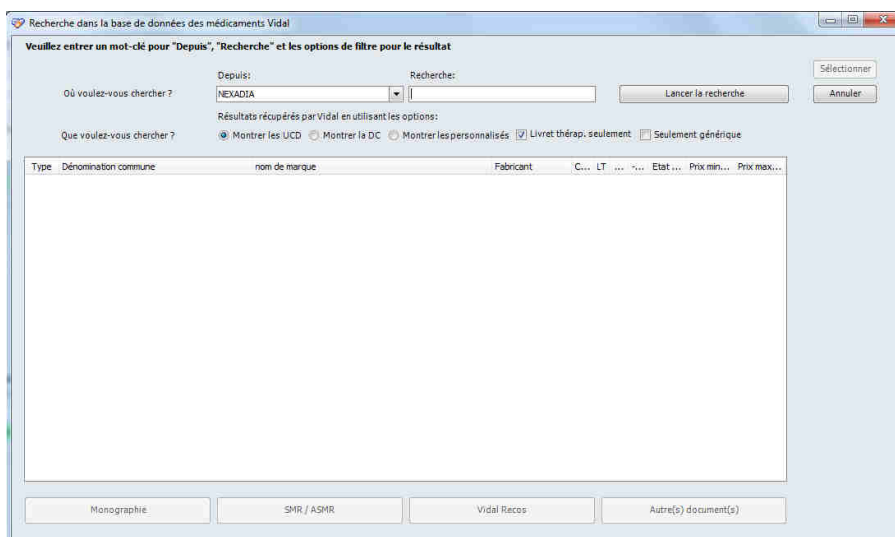 Recherche dans la base de données des médicaments Vidal
Veuillez entrer un mot-clé pour "Depuis", "Recherche" et les options de filtre pour le résultat
Sélectionner
Depuis: Recherche:
Où voulez-vous chercher ? NEXADIA Lancer la recherche Annuler
Résultats récupérés par Vidal en utilisant les options:
Que voulez-vous chercher ? Montrer les UCD Montrer la DC Montrer les personnalisés Livret thérap. seulement Seulement générique
Type Dénomination commune nom de marque Fabricant C... LT ... -... Etat ... Prix min... Prix max...
Monographie SMR / ASMR Vidal Recos Autre(s) document(s)